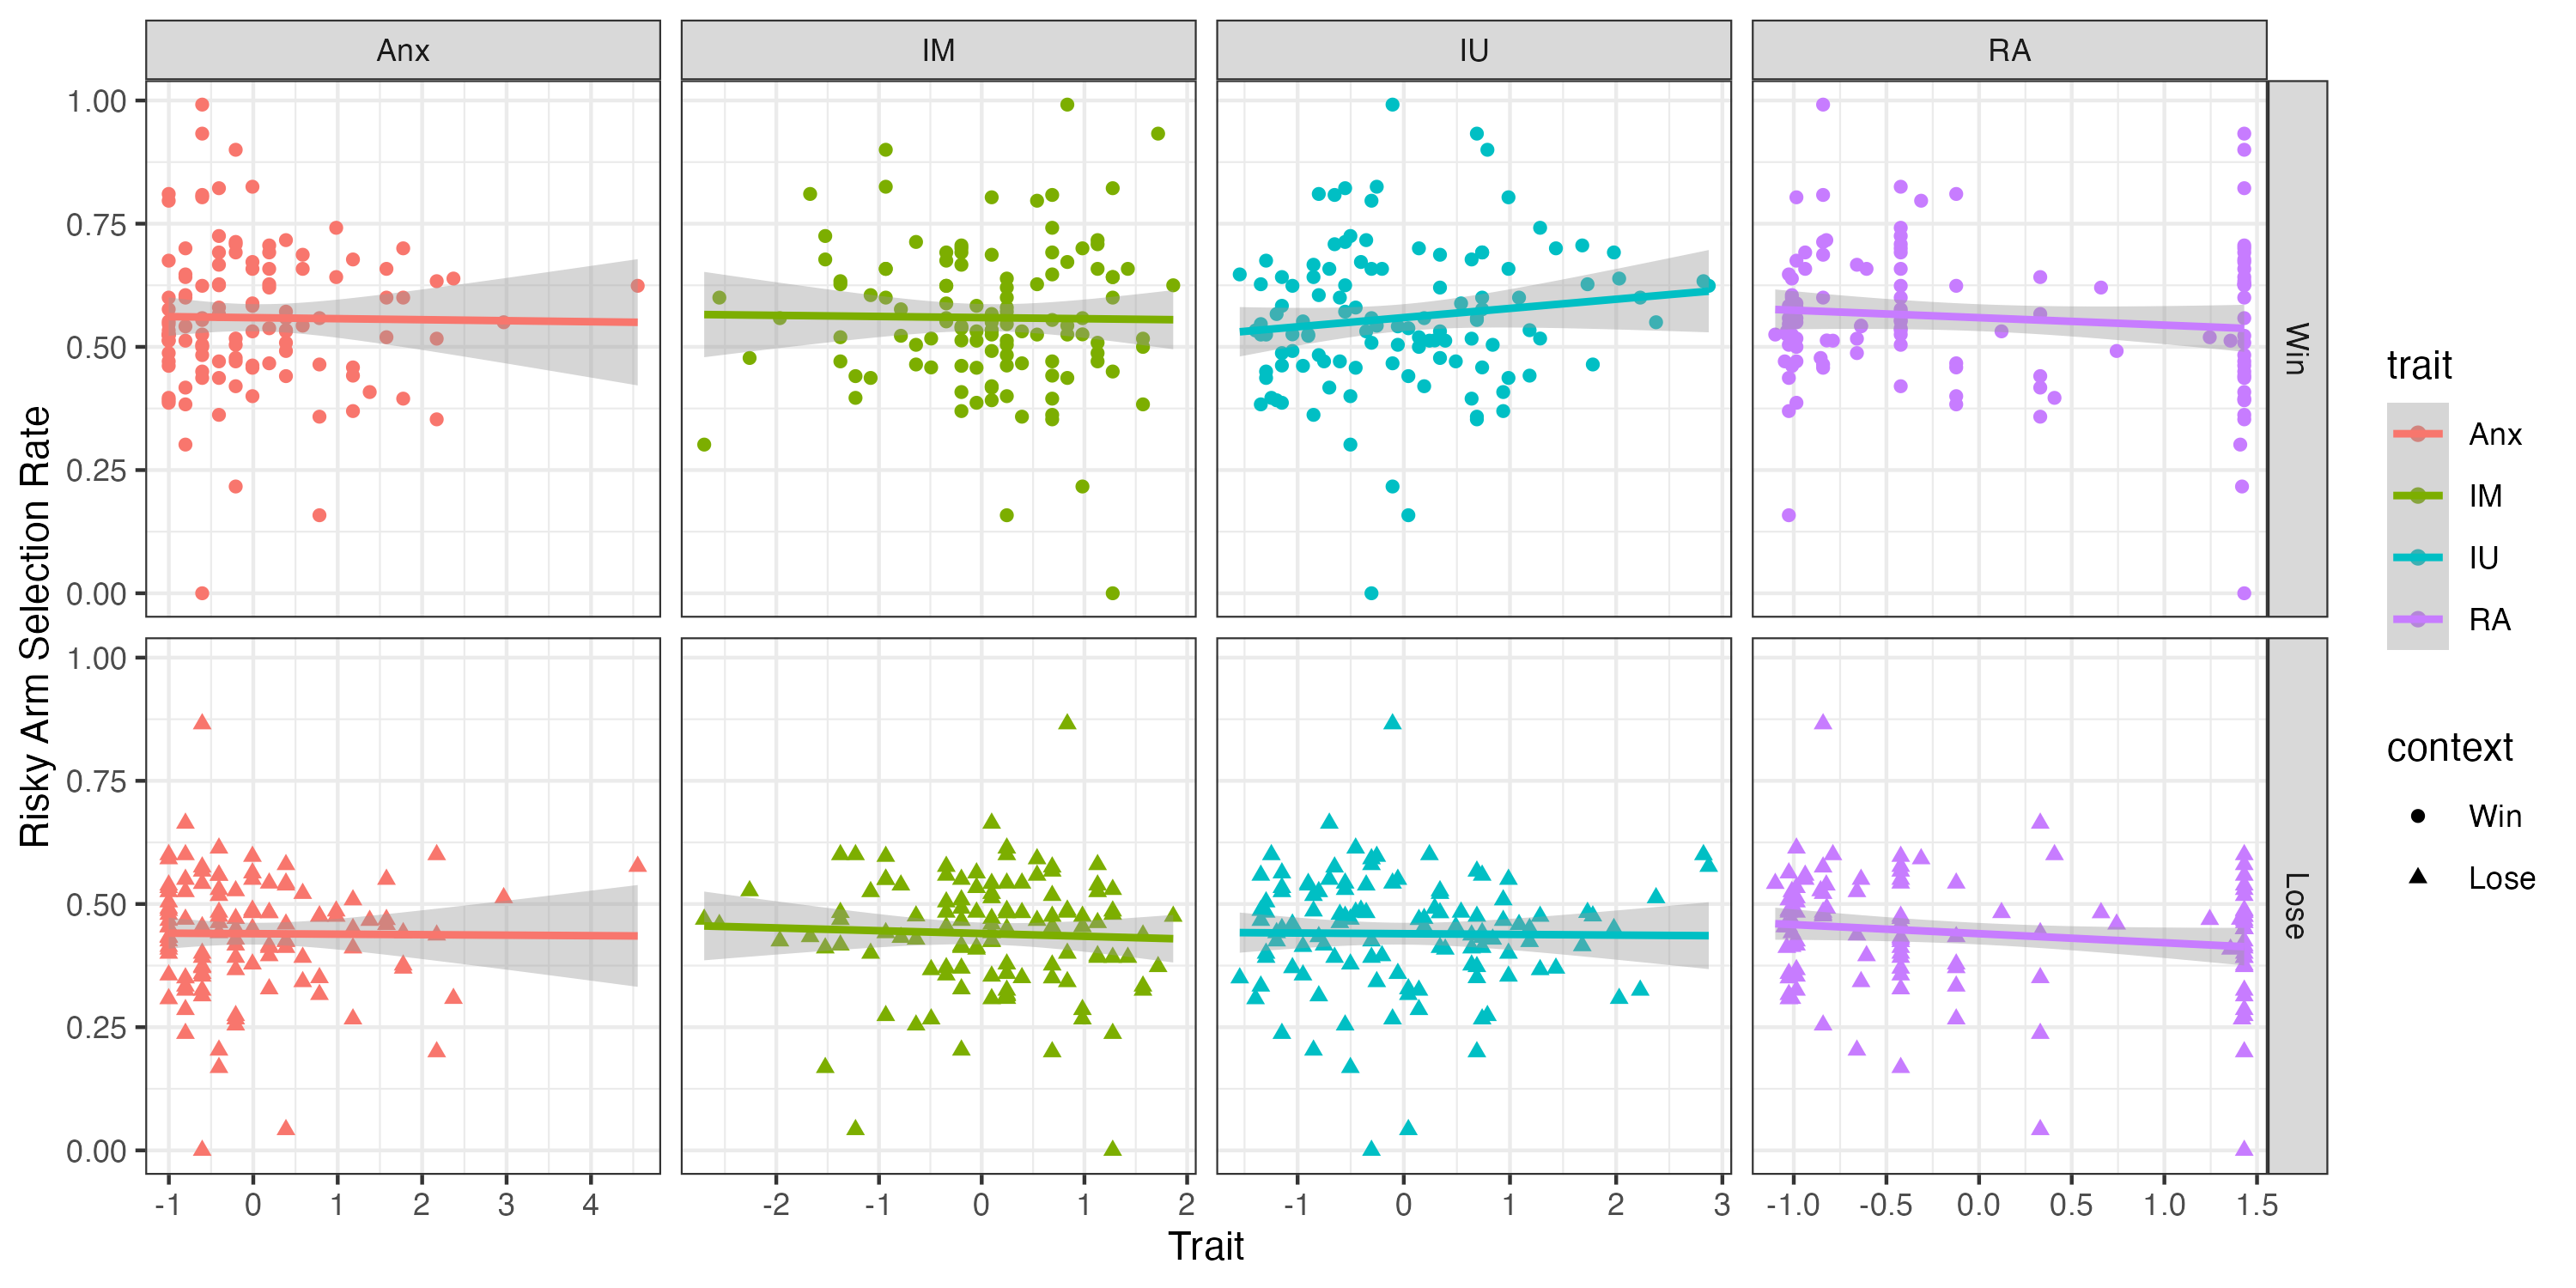 Anx IM IU RA
1.00
0.75
0.50
0.25
0.00
Win
1.00
0.75
0.50
0.25
0.00
Lose
-1 0 1 2 3 4
-2 -1 0 1 2
-1 0 1 2 3
-1.0 -0.5 0.0 0.5 1.0 1.5
Trait
Risky Arm Selection Rate
trait
Anx
IM
IU
RA
context
Win
Lose